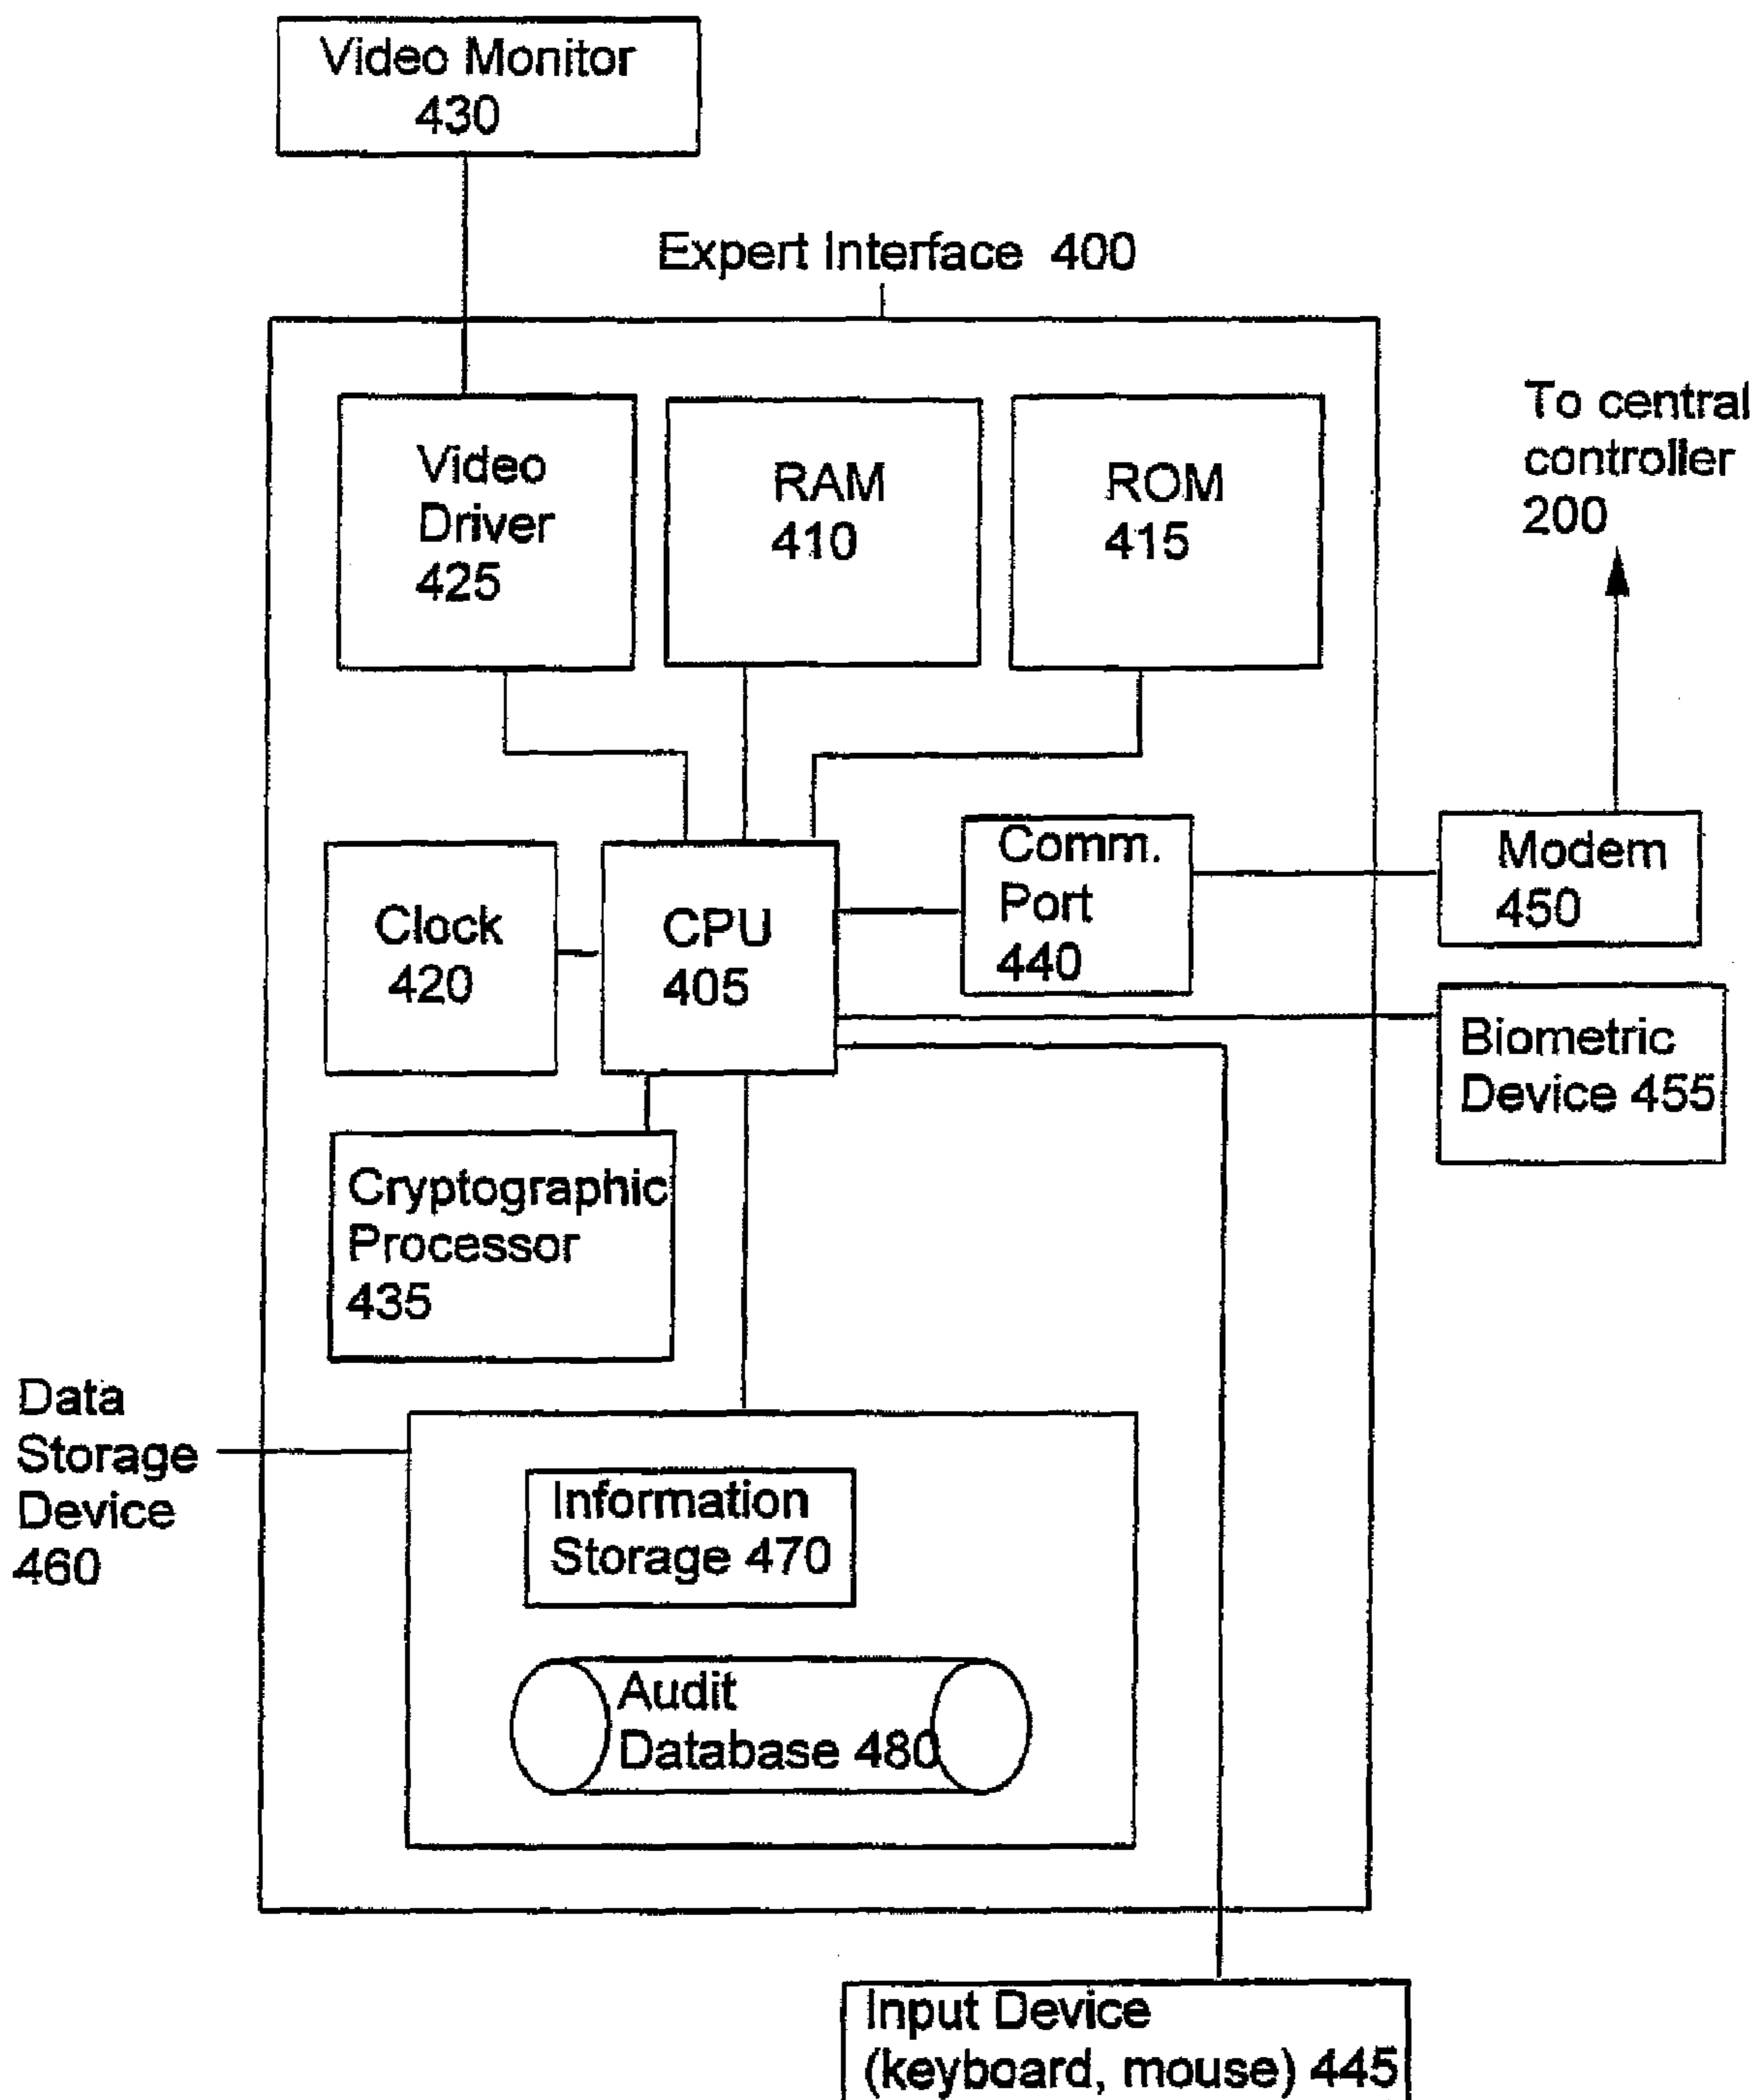 Video Monitor
430
Expert Interface 400
Video
Driver
425
RAM
410
ROM
415
To central
controller
200
Clock
420
CPU
405
Comm.
Port
440
Modem
450
Biometric
Device 455
Cryptographic
Processor
435
Data
Storage
Device
460
Information
Storage 470
Audit
Database 480
Input Device
(keyboard, mouse) 445